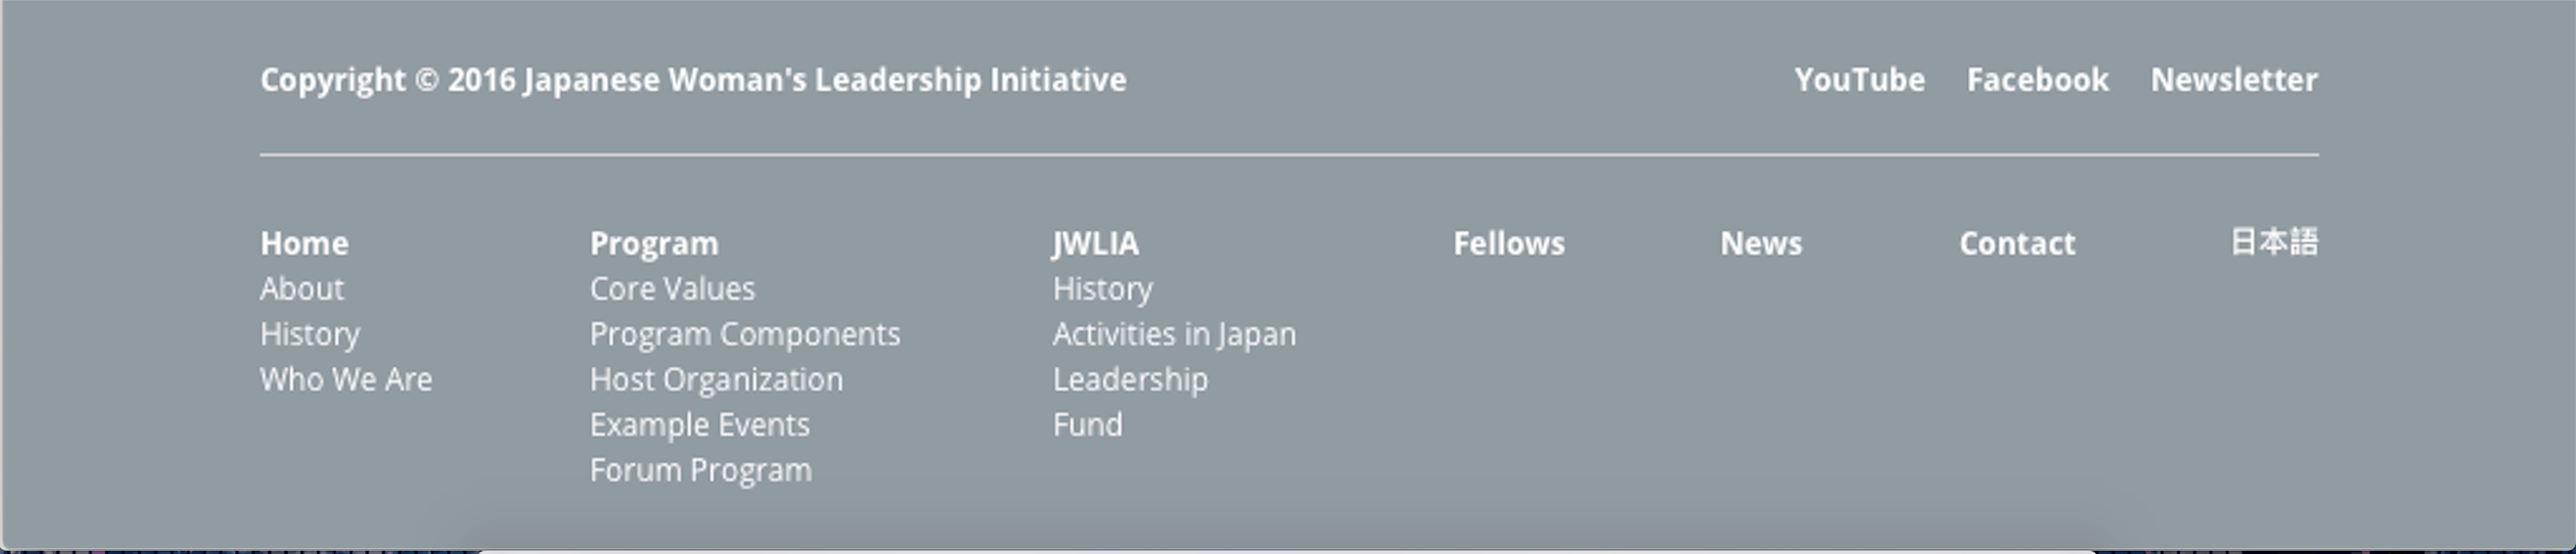 Copyright © 2016 Japanese Woman's Leadership Initiative
YouTube Facebook Newsletter
Home
About
History
Who We Are
Program
Core Values
Program Components
Host Organization
Example Events
Forum Program
JWLIA
History
Activities in Japan
Leadership
Fund
Fellows
News
Contact
日本語